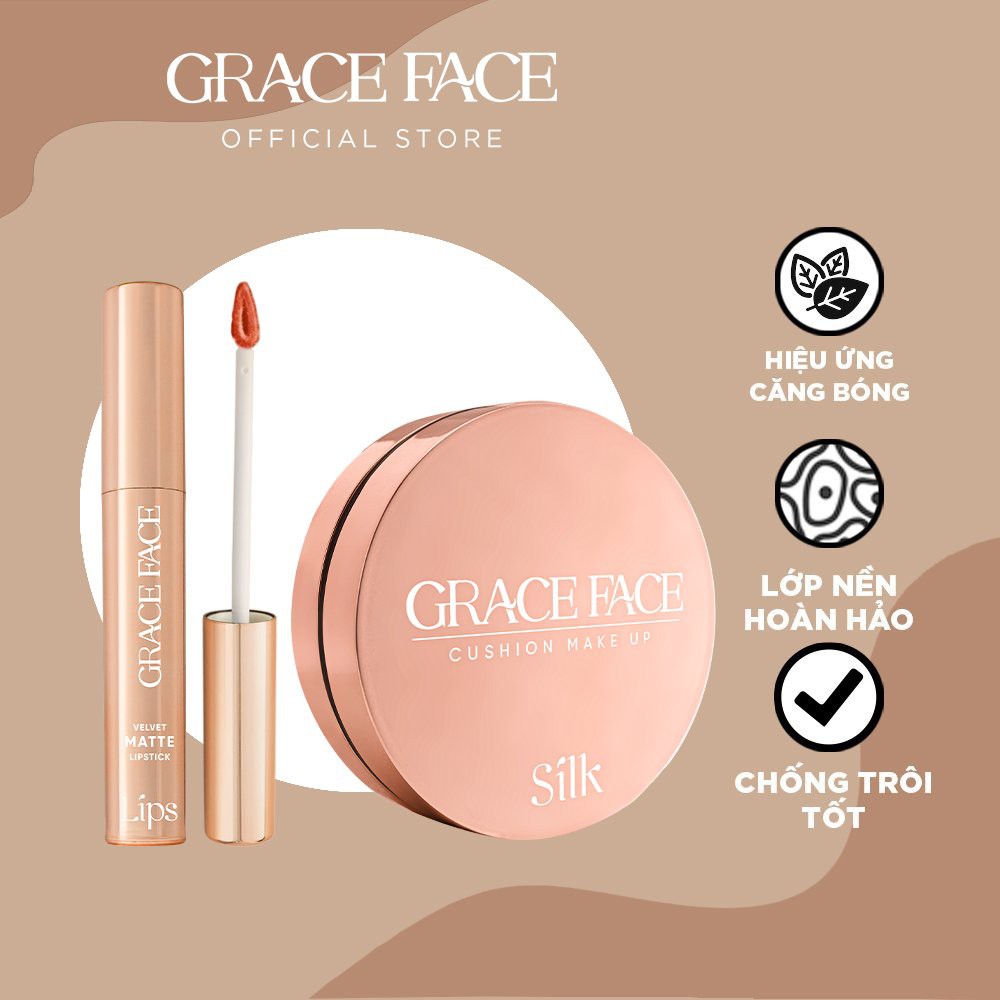 GRACE FACE
OFFICIAL STORE
GRACE FACE
VELVET
MATTE
LIPSTICK
Lips
GRACE FACE
CUSHION MAKE UP
Silk
HIỆU ỨNG
CĂNG BÓNG
LỚP NỀN
HOÀN HẢO
CHỐNG TRÔI
TỐT